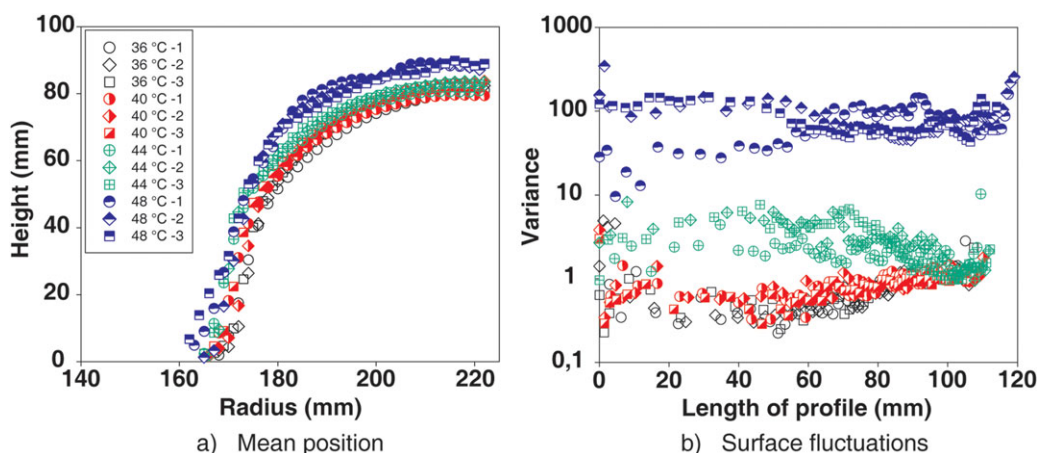 100
80
60
40
20
0
Height (mm)
36 °C -1
36 °C -2
36 °C -3
40 °C -1
40 °C -2
40 °C -3
44 °C -1
44 °C -2
44 °C -3
48 °C -1
48 °C -2
48 °C -3
140 160 180 200 220
Radius (mm)
a) Mean position
1000
100
10
1
0,1
Variance
0 20 40 60 80 100 120
Length of profile (mm)
b) Surface fluctuations